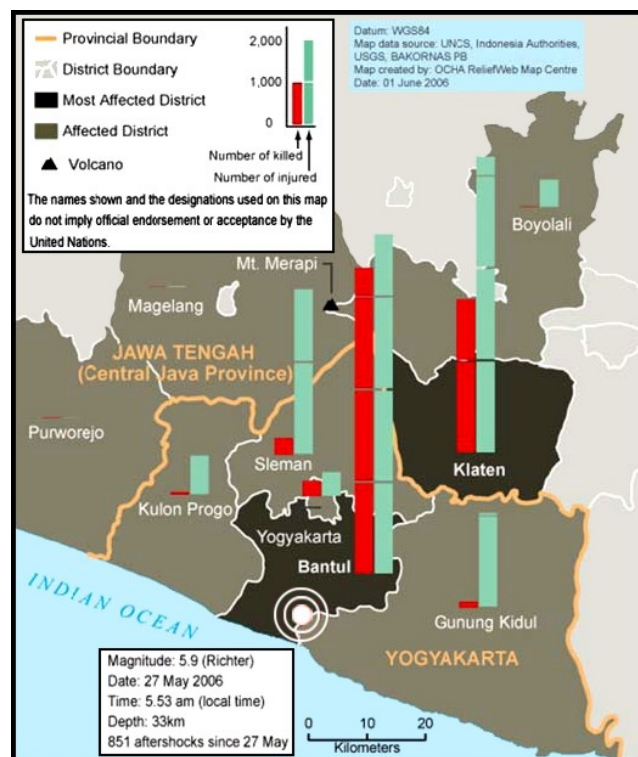 Provincial Boundary
District Boundary
Most Affected District
Affected District
Volcano
2,000
1,000
0
Number of killed
Number of injured
The names shown and the designations used on this map
do not imply official endorsement or acceptance by the
United Nations.
Datum: WGS84
Map data source: UNCS, Indonesia Authorities,
USGS, BAKORNAS PB
Map created by: OCHA ReliefWeb Map Centre
Date: 01 June 2006
Boyolali
Mt. Merapi
Magelang
JAWA TENGAH
(Central Java Province)
Purworejo
Sleman
Klaten
Kulon Progo
Yogyakarta
Bantul
Gunung Kidul
INDIAN OCEAN
YOGYAKARTA
Magnitude: 5.9 (Richter)
Date: 27 May 2006
Time: 5.53 am (local time)
Depth: 33km
851 aftershocks since 27 May
0 10 20
Kilometers